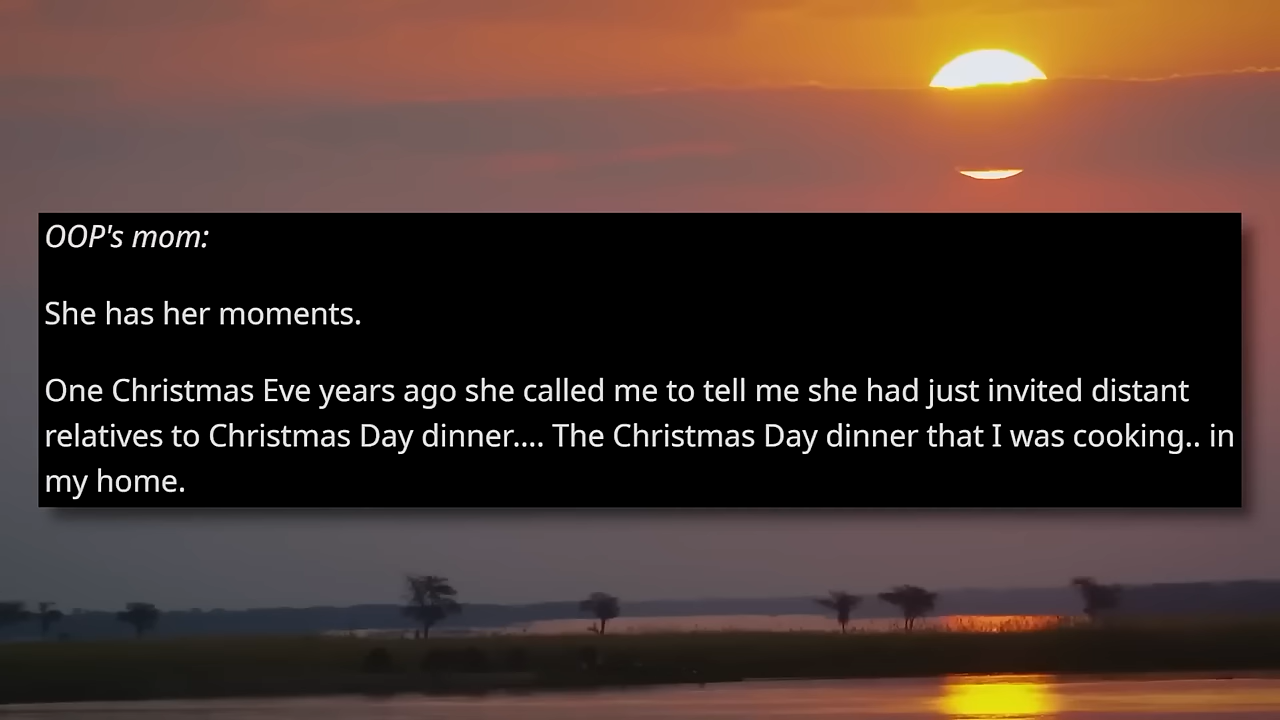 OOP's mom:
She has her moments.
One Christmas Eve years ago she called me to tell me she had just invited distant
relatives to Christmas Day dinner.... The Christmas Day dinner that I was cooking.. in
my home.